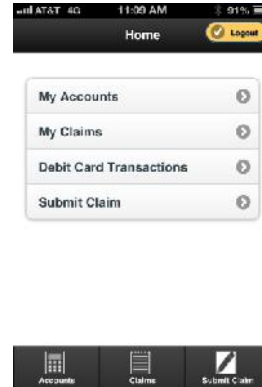 AT&T 4G 11:09 AM 91%
Home
Logout
My Accounts
My Claims
Debit Card Transactions
Submit Claim
Accounts Claims Submit Claim